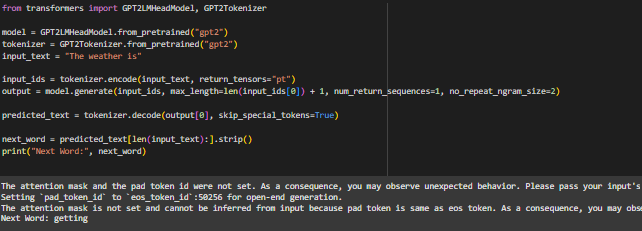 from transformers import GPT2LMHeadModel, GPT2Tokenizer
model = GPT2LMHeadModel.from_pretrained("gpt2")
tokenizer = GPT2Tokenizer.from_pretrained("gpt2")
input_text = "The weather is"
input_ids = tokenizer.encode(input_text, return_tensors="pt")
output = model.generate(input_ids, max_length=len(input_ids[0]) + 1, num_return_sequences=1, no_repeat_ngram_size=2)
predicted_text = tokenizer.decode(output[0], skip_special_tokens=True)
next_word = predicted_text[len(input_text):].strip()
print("Next Word:", next_word)
The attention mask and the pad token id were not set. As a consequence, you may observe unexpected behavior. Please pass your input's
Setting `pad_token_id` to `eos_token_id`:50256 for open-end generation.
The attention mask is not set and cannot be inferred from input because pad token is same as eos token. As a consequence, you may obs
Next Word: getting